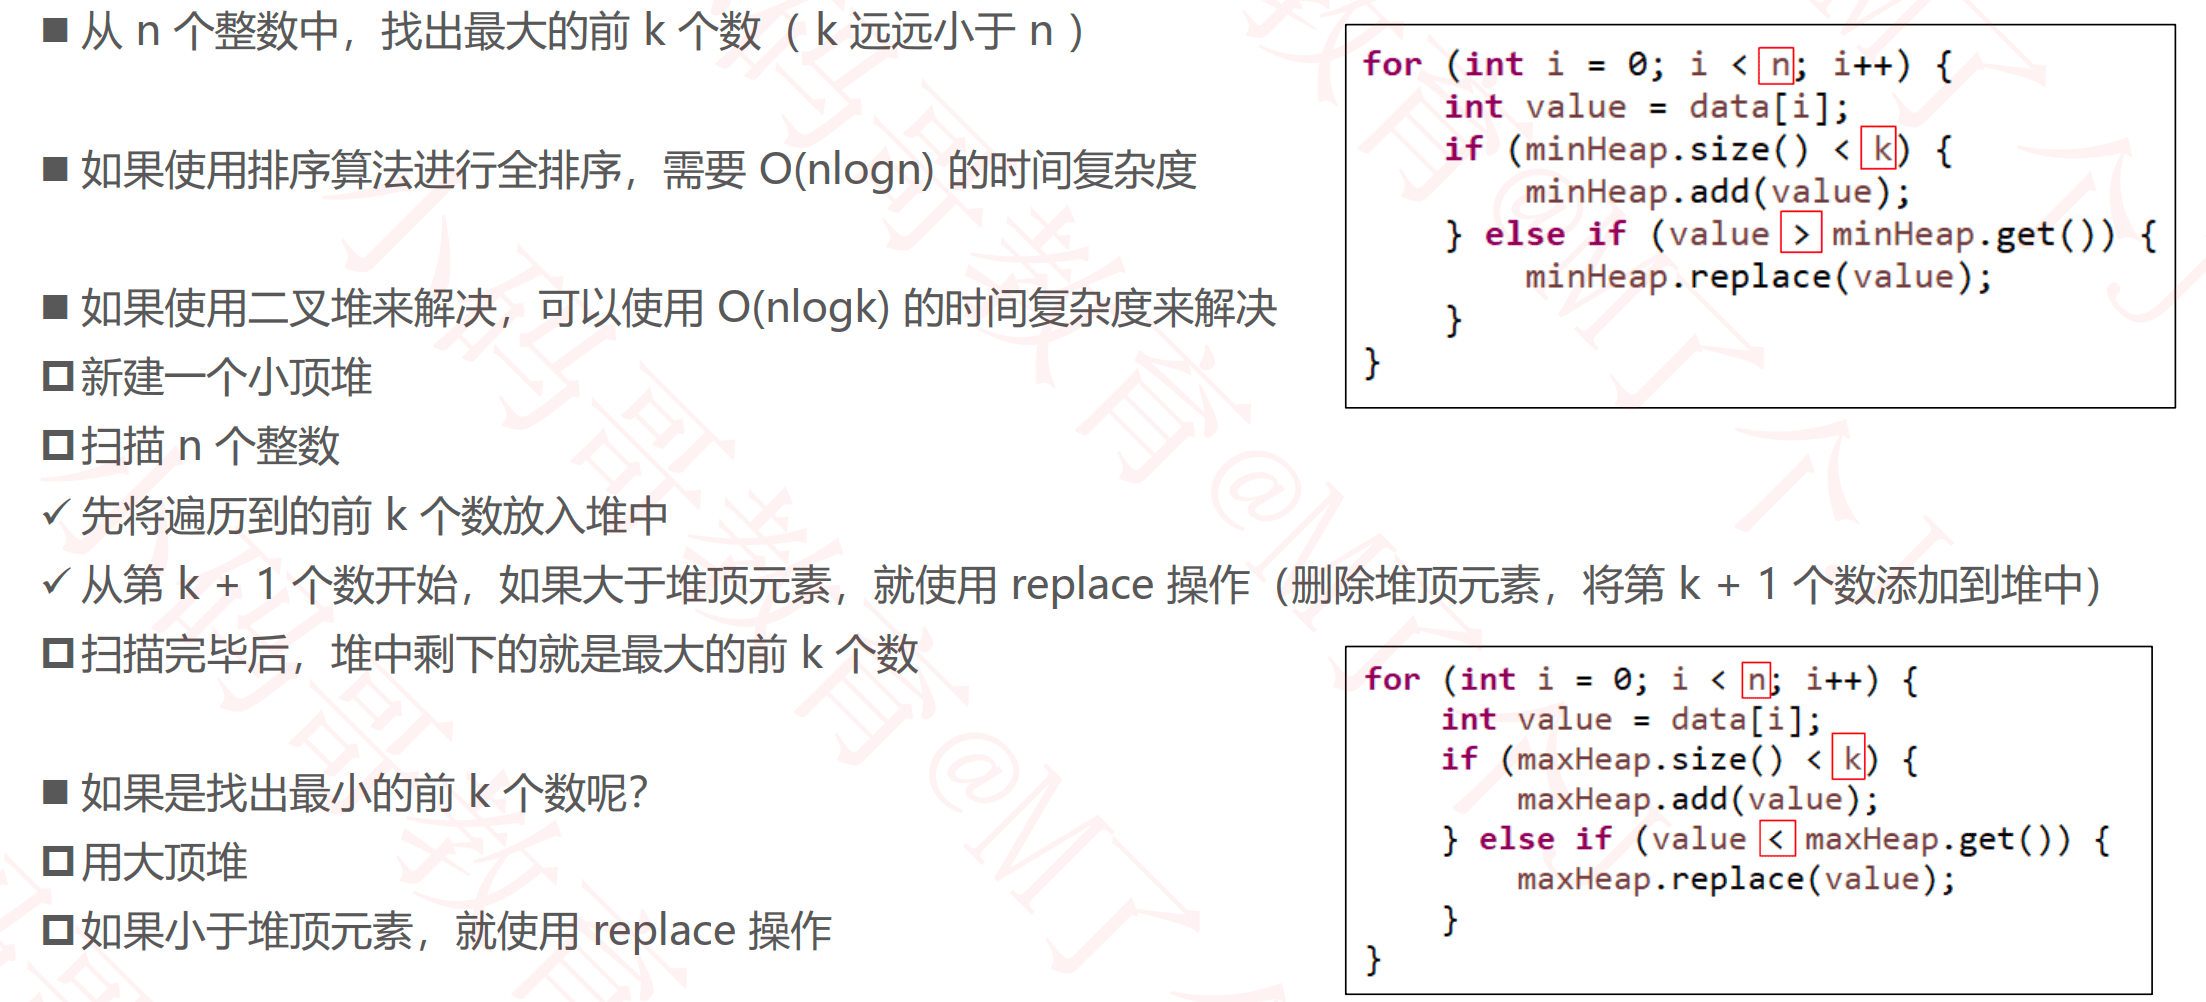 ■ 从 n 个整数中，找出最大的前 k 个数（ k 远远小于 n ）
■ 如果使用排序算法进行全排序，需要 O(nlogn) 的时间复杂度
■ 如果使用二叉堆来解决，可以使用 O(nlogk) 的时间复杂度来解决
新建一个小顶堆
扫描 n 个整数
✓ 先将遍历到的前 k 个数放入堆中
✓ 从第 k + 1 个数开始，如果大于堆顶元素，就使用 replace 操作（删除堆顶元素，将第 k + 1 个数添加到堆中）
扫描完毕后，堆中剩下的就是最大的前 k 个数
■ 如果是找出最小的前 k 个数呢？
用大顶堆
如果小于堆顶元素，就使用 replace 操作
for (int i = 0; i < n; i++) {
    int value = data[i];
    if (minHeap.size() < k) {
        minHeap.add(value);
    } else if (value > minHeap.get()) {
        minHeap.replace(value);
    }
}
for (int i = 0; i < n; i++) {
    int value = data[i];
    if (maxHeap.size() < k) {
        maxHeap.add(value);
    } else if (value < maxHeap.get()) {
        maxHeap.replace(value);
    }
}
小码哥教育@M了个J